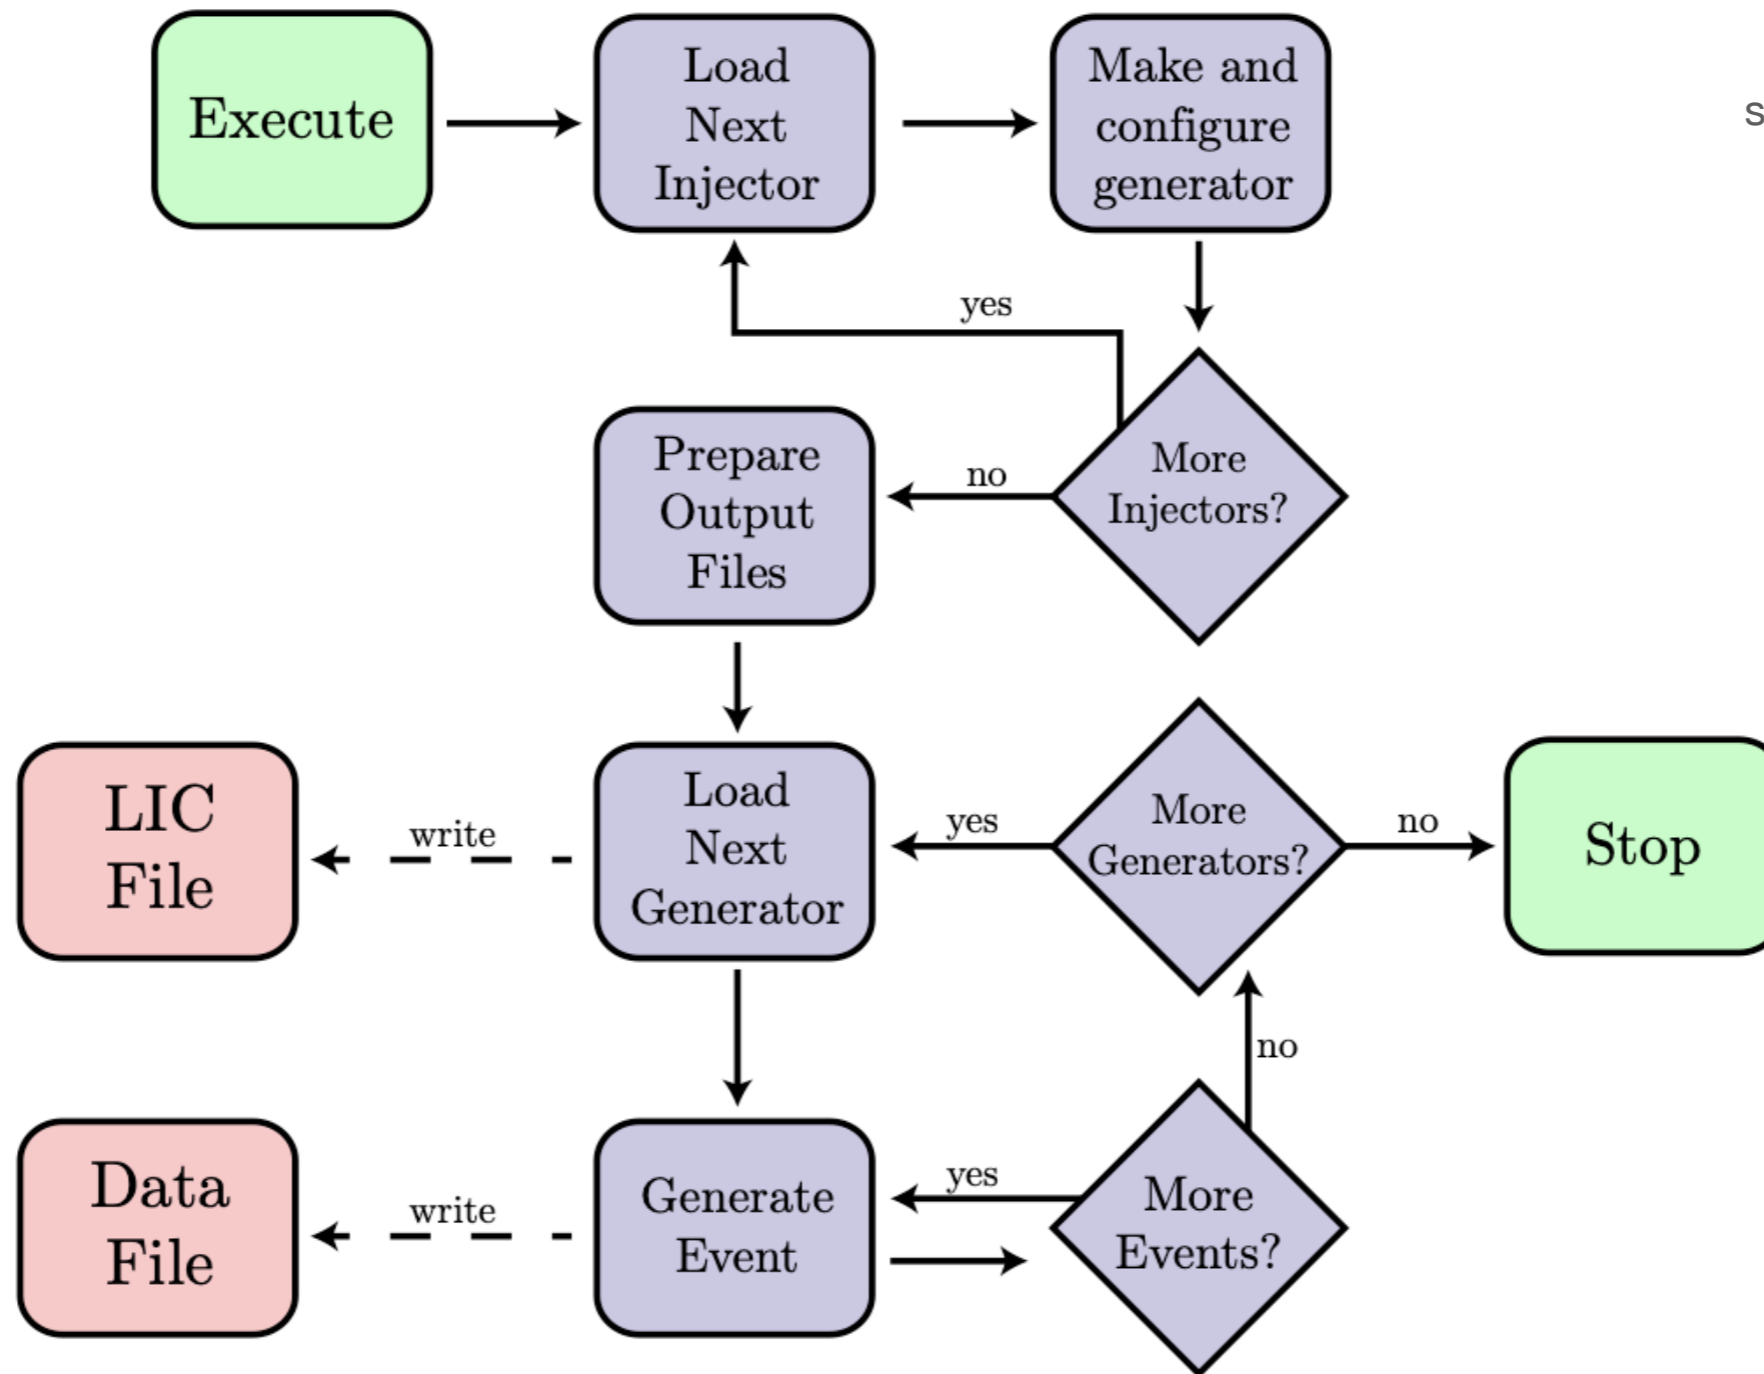 Execute
Load
Next
Injector
Make and
configure
generator
s
yes
Prepare
Output
Files
no
More
Injectors?
LIC
File
write
Load
Next
Generator
yes
More
Generators?
no
Stop
no
Data
File
write
Generate
Event
yes
More
Events?